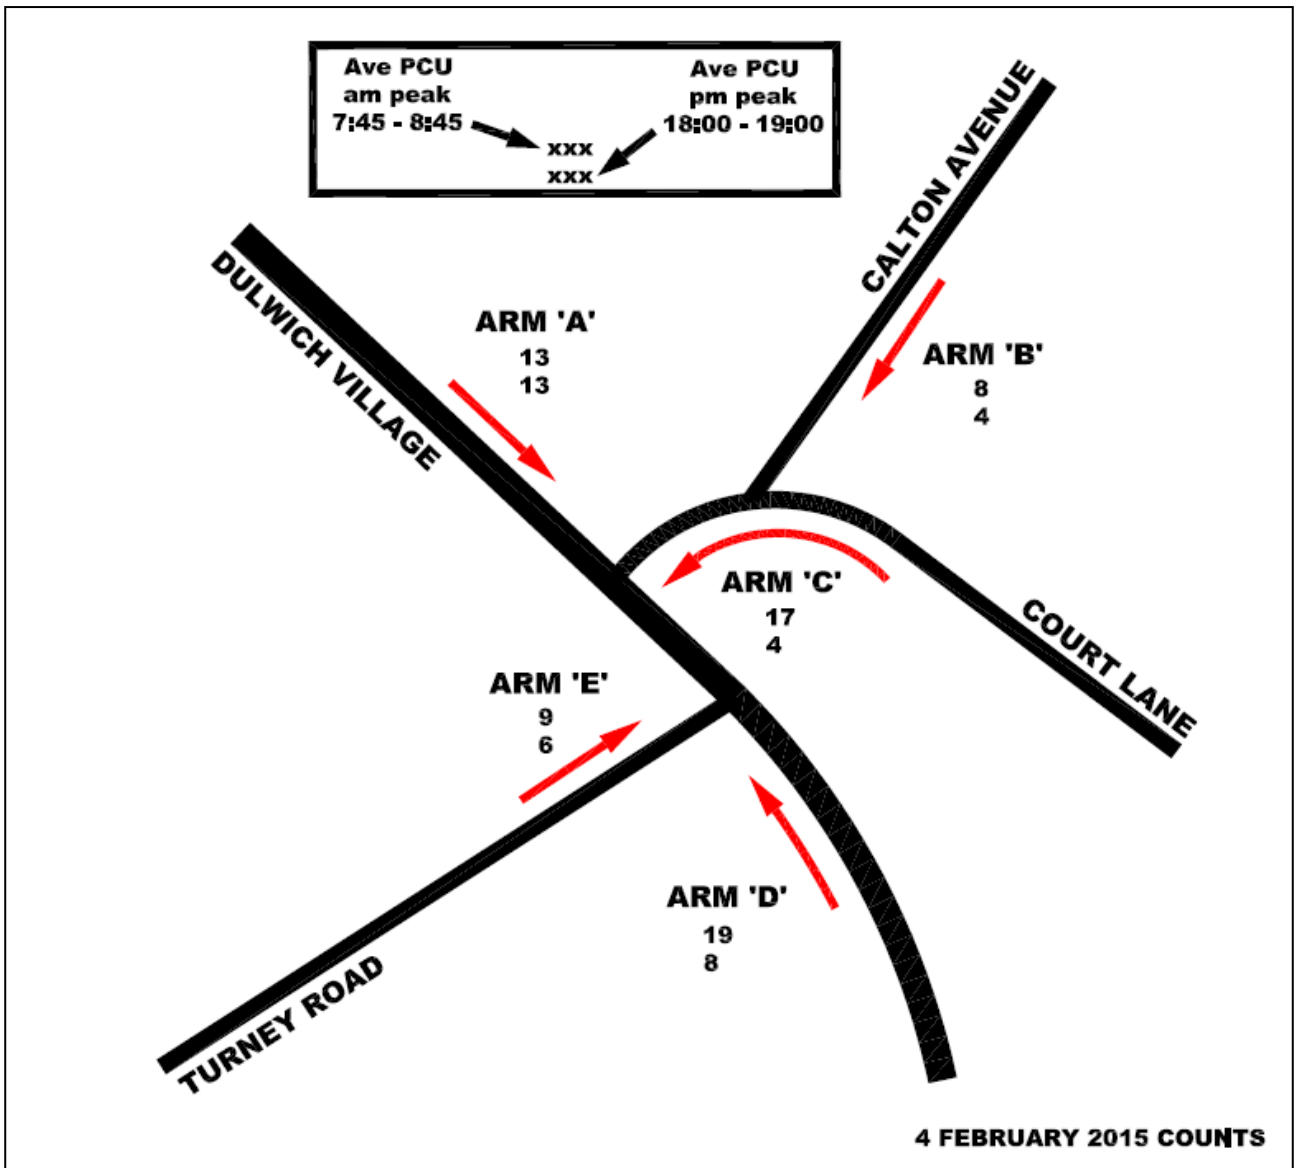 Ave PCU
am peak
7:45 - 8:45
Ave PCU
pm peak
18:00 - 19:00
xxx
xxx
CALTON AVENUE
DULWICH VILLAGE
ARM 'A'
13
13
ARM 'B'
8
4
ARM 'C'
17
4
COURT LANE
ARM 'E'
9
6
ARM 'D'
19
8
TURNEY ROAD
4 FEBRUARY 2015 COUNTS